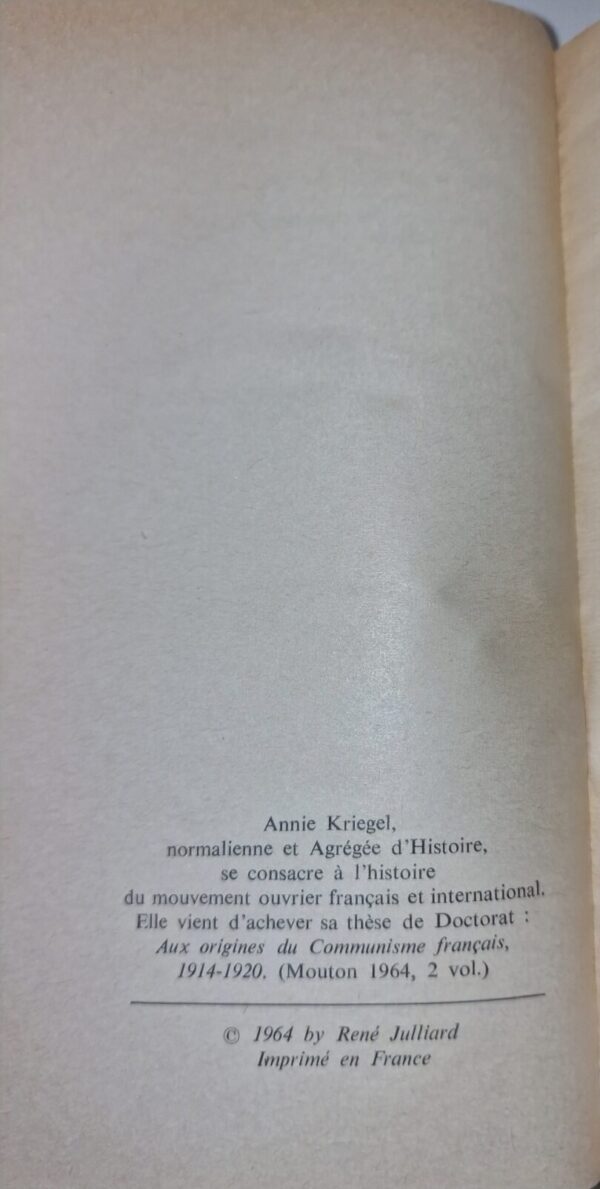 Annie Kriegel,
normalienne et Agrégée d'Histoire,
se consacre à l'histoire
du mouvement ouvrier français et international.
Elle vient d'achever sa thèse de Doctorat :
Aux origines du Communisme français,
1914-1920. (Mouton 1964, 2 vol.)
© 1964 by René Julliard
Imprimé en France